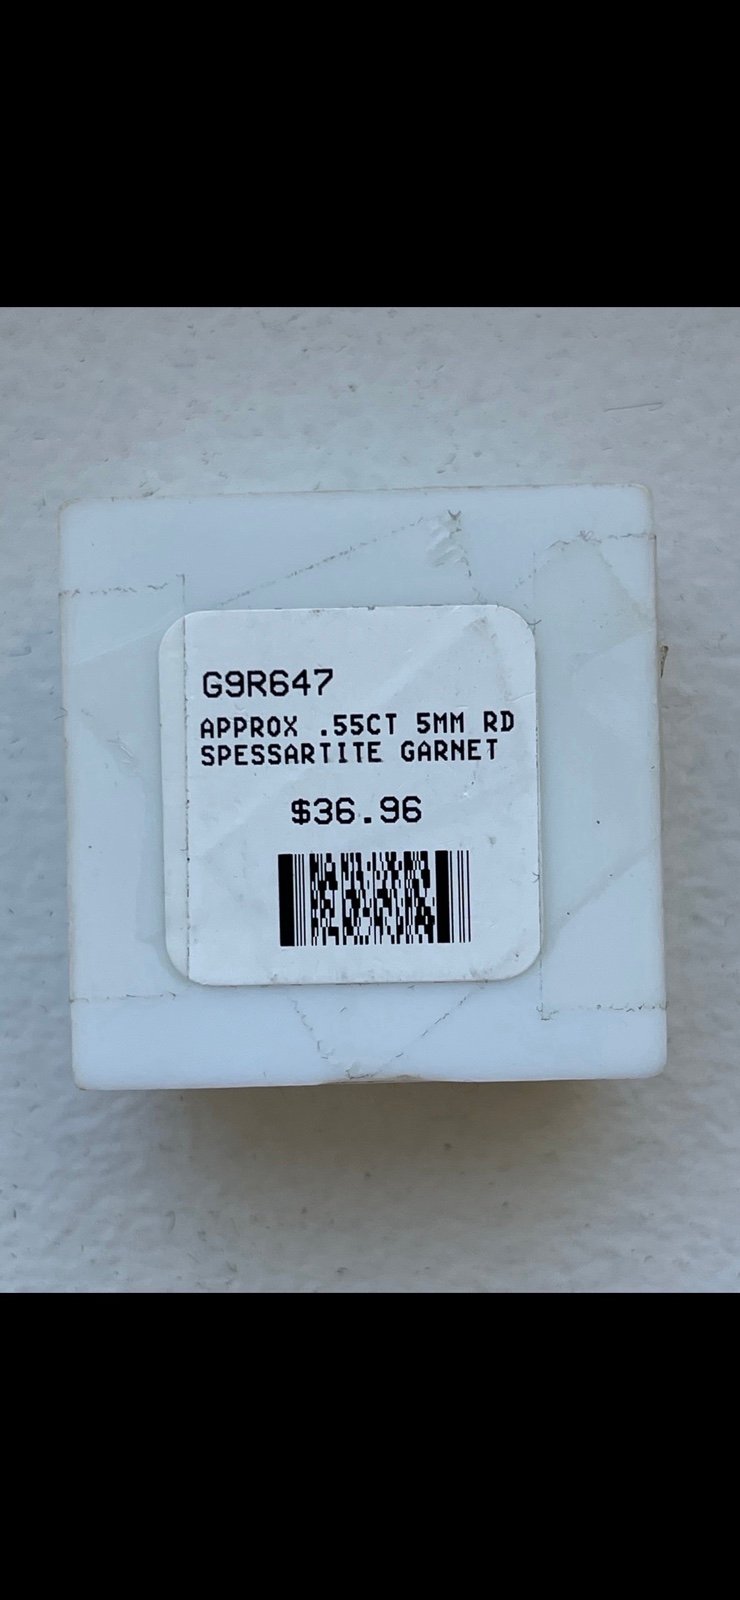 G9R647
APPROX .55CT 5MM RD
SPESSARTITE GARNET
$36.96